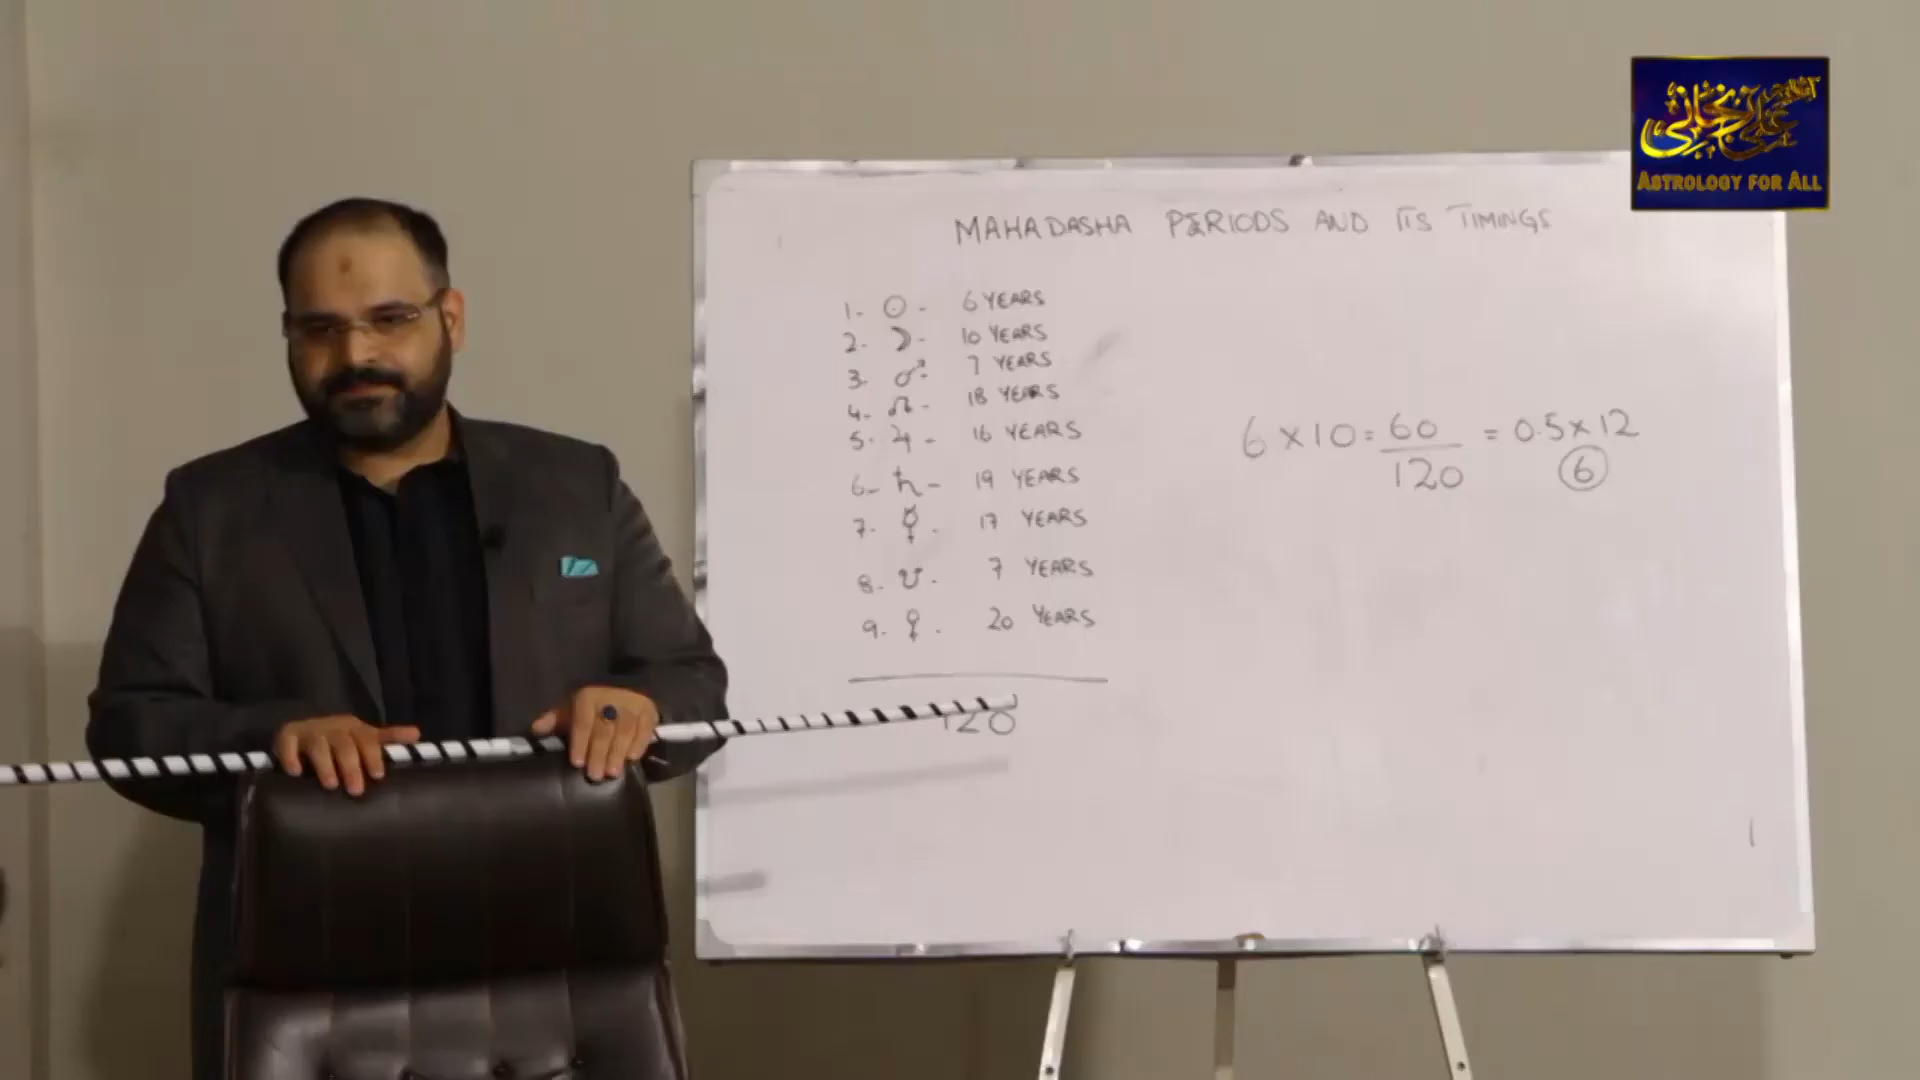 علی زنجانی
ASTROLOGY FOR ALL
MAHADASHA PERIODS AND ITS TIMINGS
1- ☉ - 6 YEARS
2- ☽ - 10 YEARS
3- ♂ - 7 YEARS
4- ☊ - 18 YEARS
5- ♃ - 16 YEARS
6- ♄ - 19 YEARS
7- ☿ - 17 YEARS
8- ☋ - 7 YEARS
9- ♀ - 20 YEARS
120
6 x 10 = 60/120 = 0.5 x 12
6